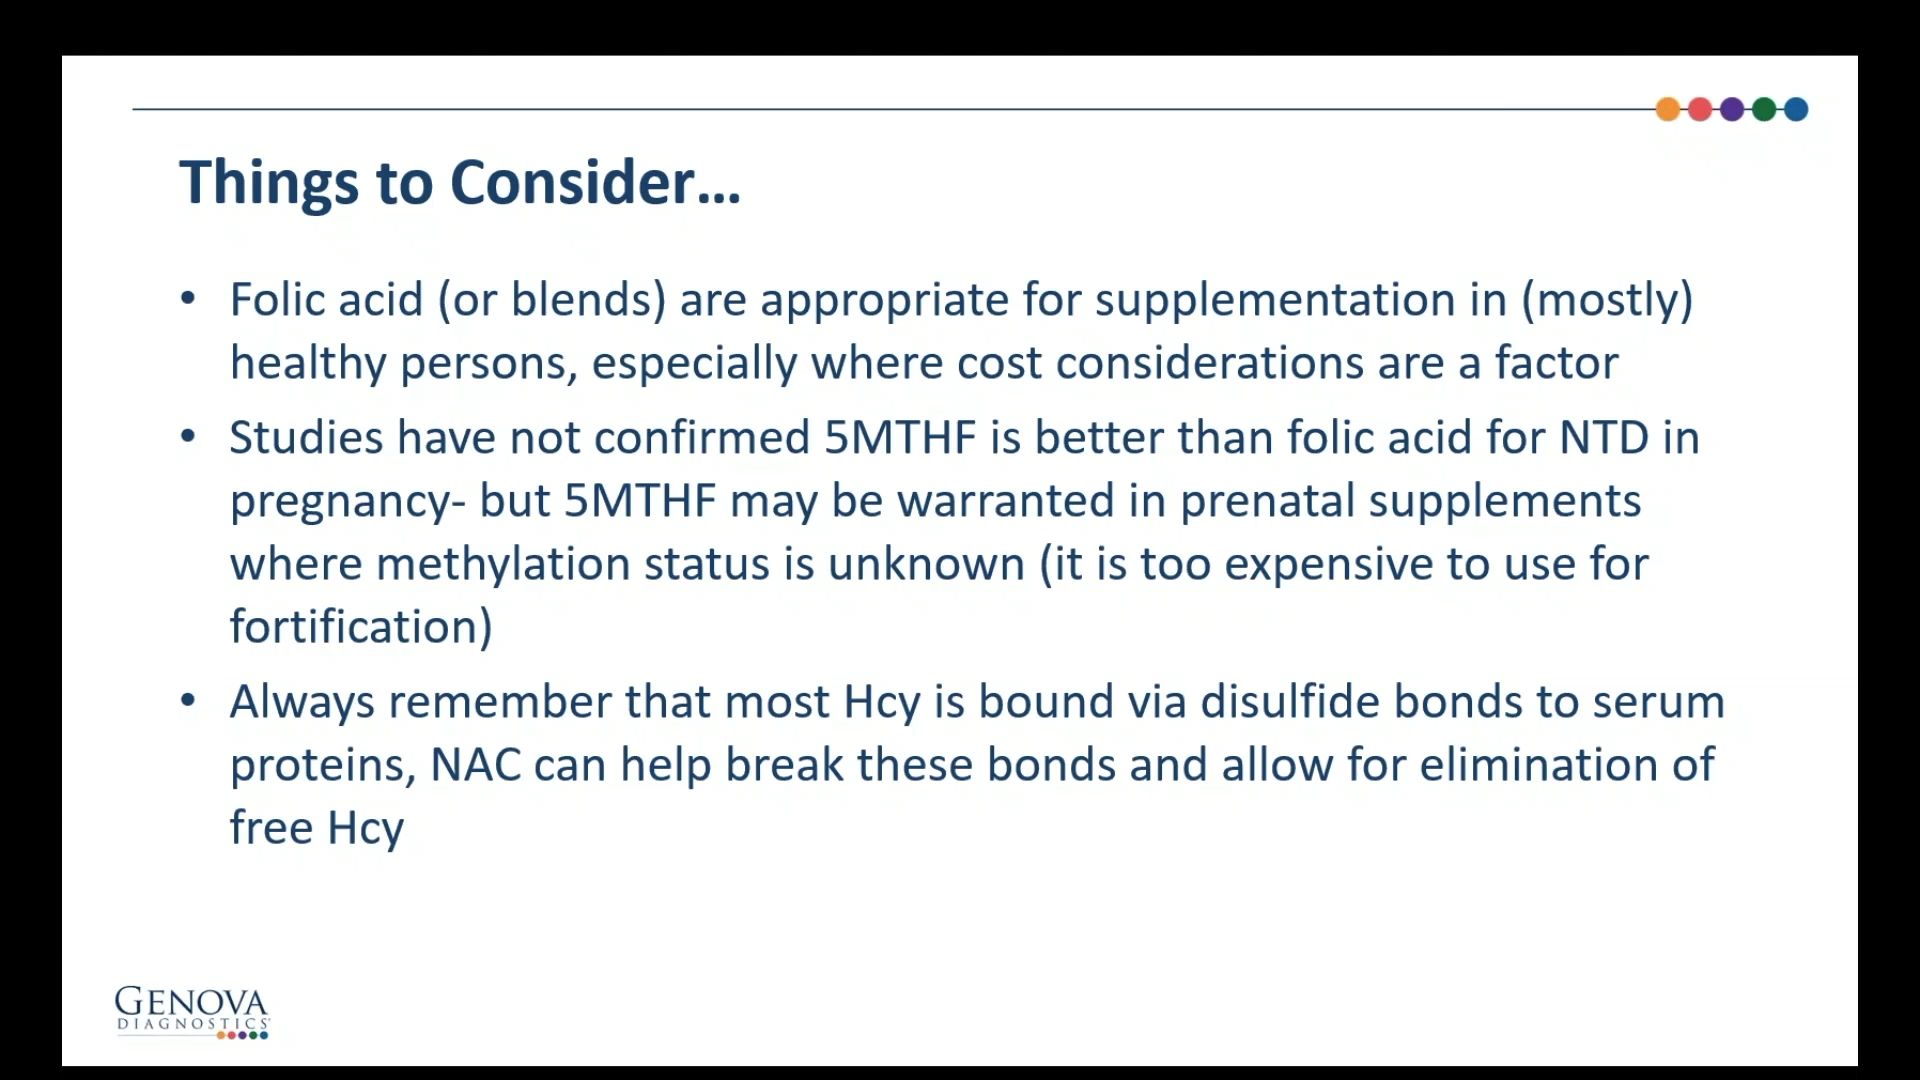 Things to Consider...
• Folic acid (or blends) are appropriate for supplementation in (mostly)
healthy persons, especially where cost considerations are a factor
• Studies have not confirmed 5MTHF is better than folic acid for NTD in
pregnancy- but 5MTHF may be warranted in prenatal supplements
where methylation status is unknown (it is too expensive to use for
fortification)
• Always remember that most Hcy is bound via disulfide bonds to serum
proteins, NAC can help break these bonds and allow for elimination of
free Hcy
GENOVA
DIAGNOSTICS